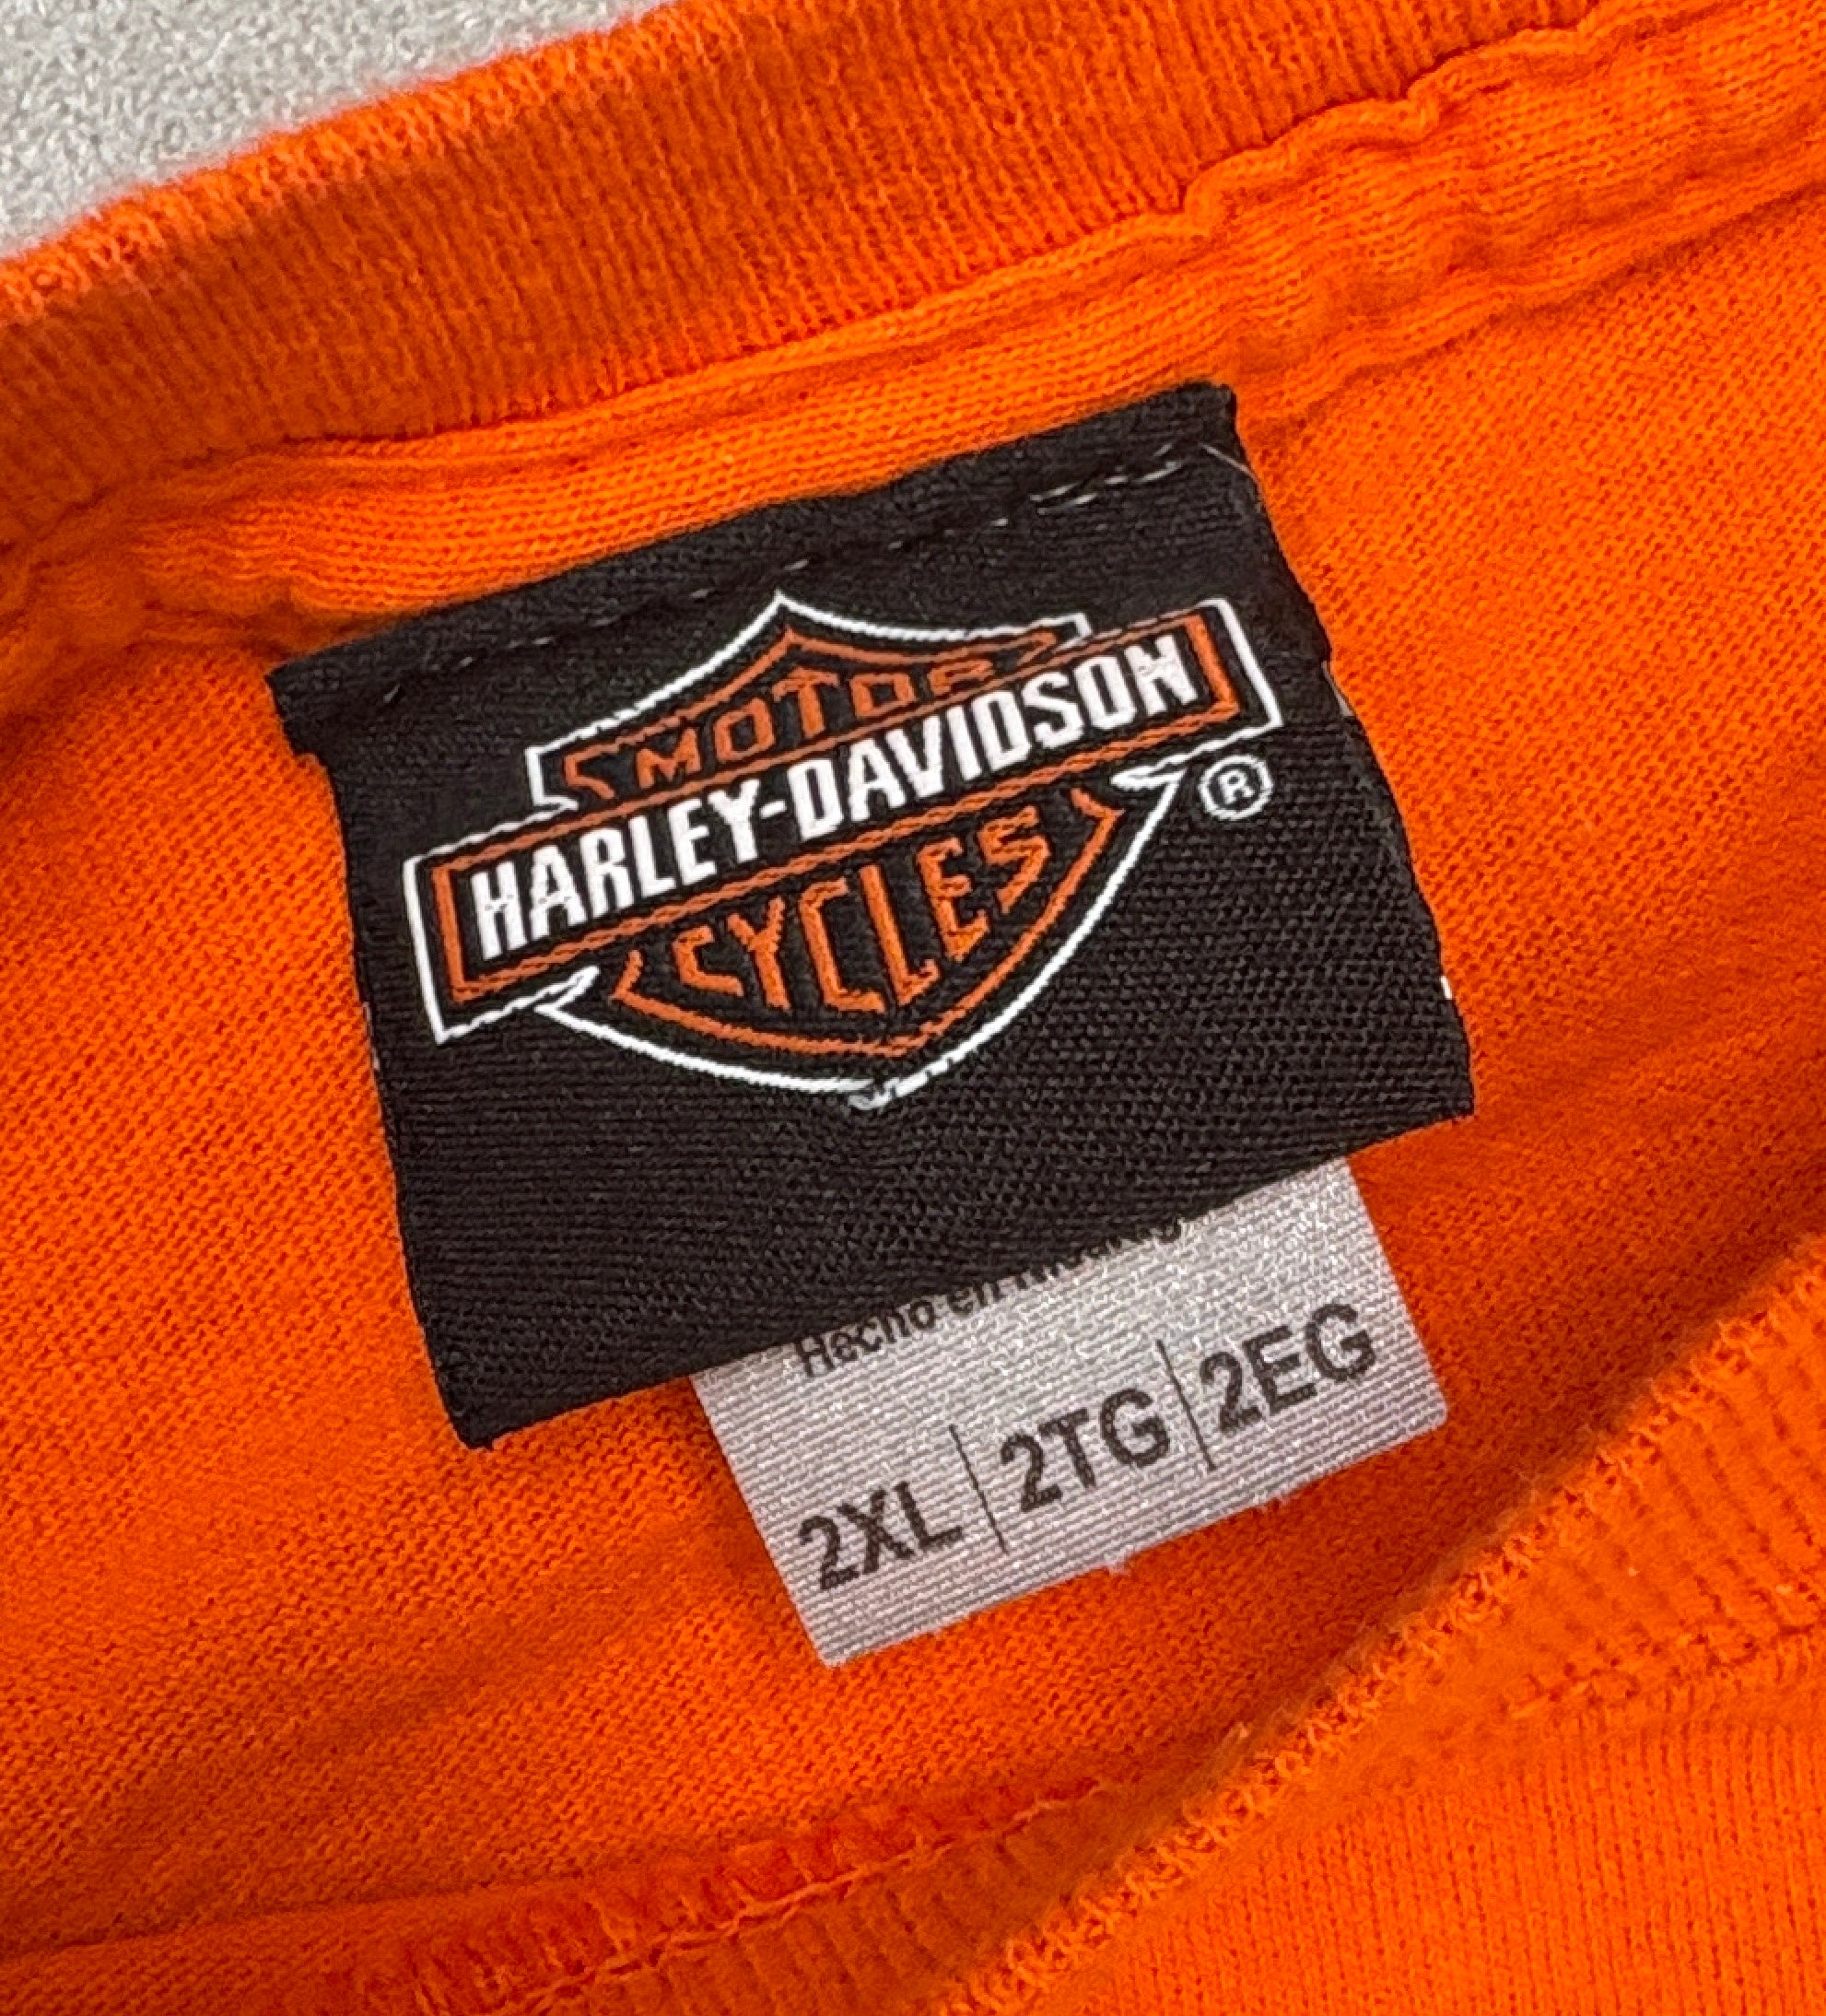 MOTOR
HARLEY-DAVIDSON
®
CYCLES
Hecho en
2XL | 2TG | 2EG